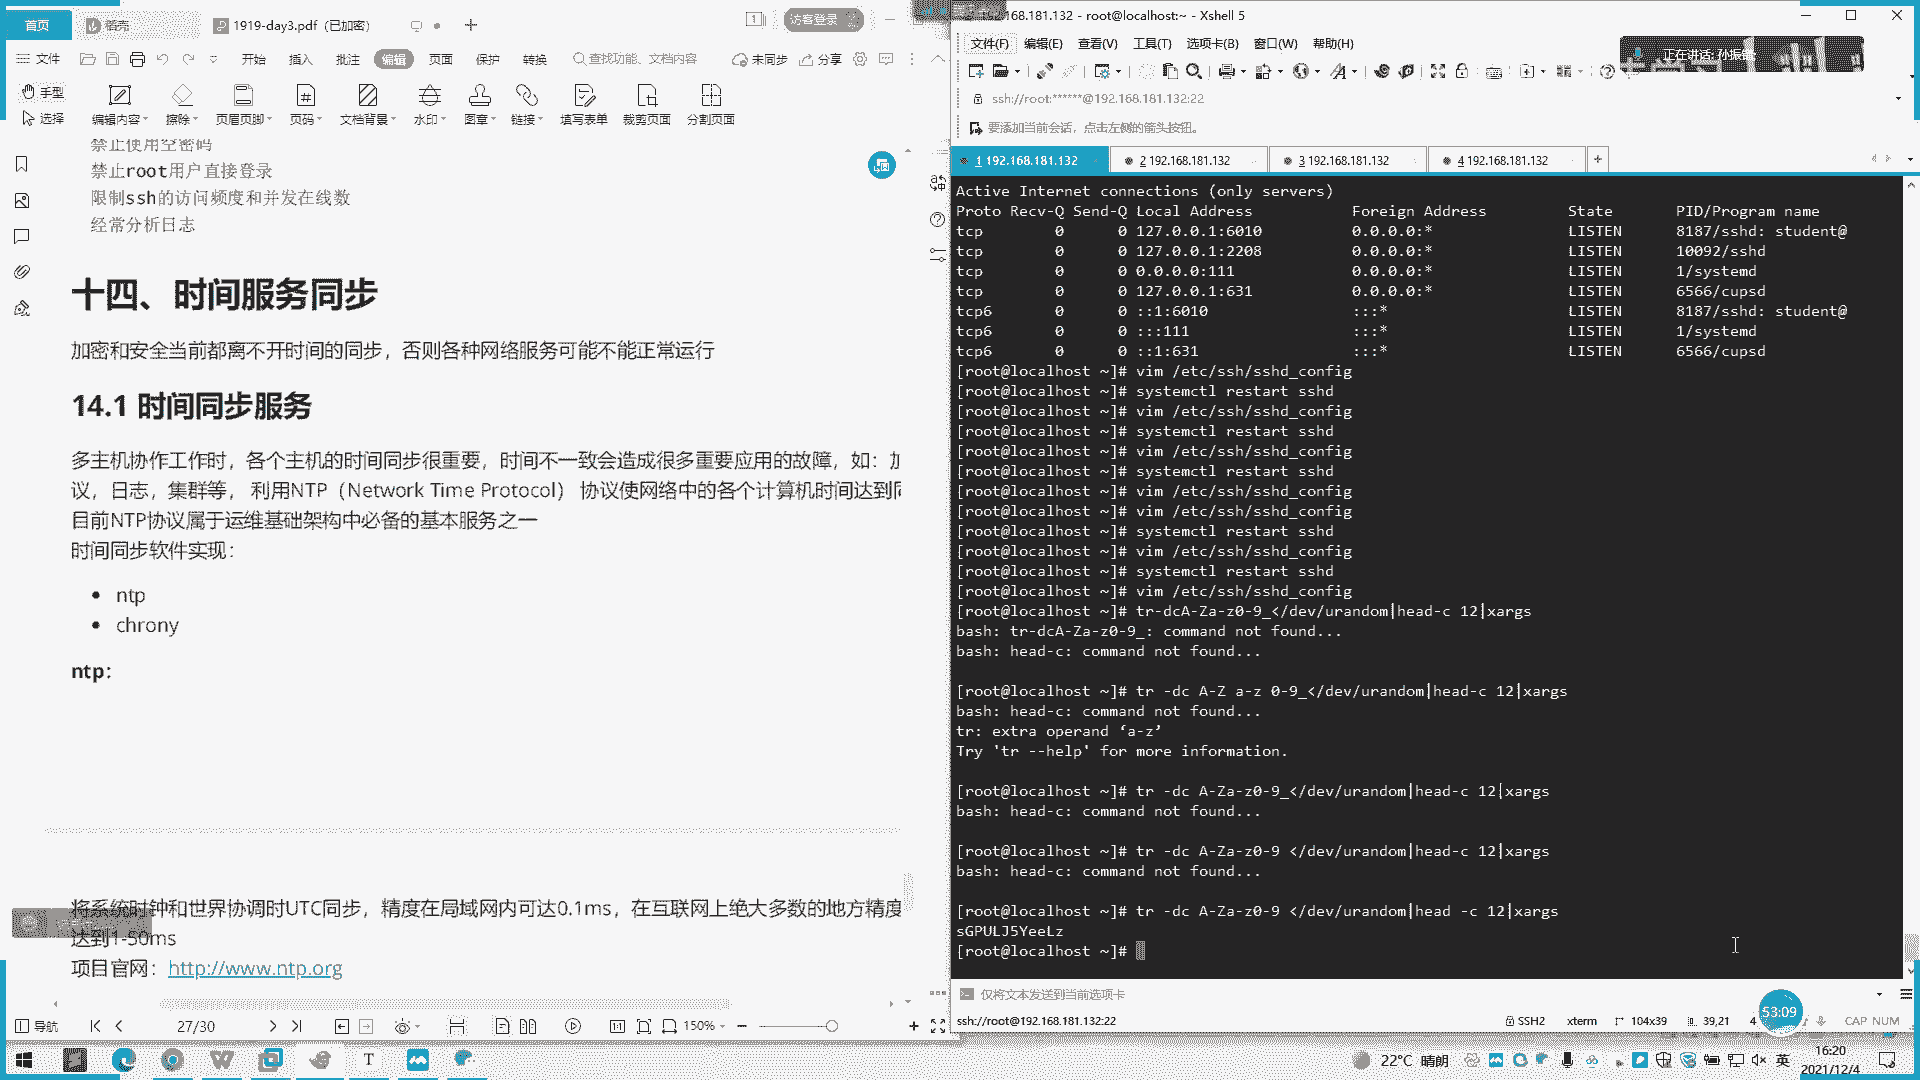 首页
稻壳
1919-day3.pdf (已加密)
访客登录
文件
开始
插入
批注
编辑
页面
保护
转换
查找功能、文档内容
未同步
分享
手型
选择
编辑内容
擦除
页眉页脚
页码
文档背景
水印
图章
链接
填写表单
裁剪页面
分割页面
禁止使用空密码
禁止root用户直接登录
限制ssh的访问频度和并发在线数
经常分析日志
十四、时间服务同步
加密和安全当前都离不开时间的同步，否则各种网络服务可能不能正常运行
14.1 时间同步服务
多主机协作工作时，各个主机的时间同步很重要，时间不一致会造成很多重要应用的故障，如：加
议，日志，集群等， 利用NTP（Network Time Protocol） 协议使网络中的各个计算机时间达到同
目前NTP协议属于运维基础架构中必备的基本服务之一
时间同步软件实现：
ntp
chrony
ntp:
将系统时钟和世界协调时UTC同步，精度在局域网内可达0.1ms，在互联网上绝大多数的地方精度
达到1-50ms
项目官网：http://www.ntp.org
导航
27/30
150%
192.168.181.132 - root@localhost:~ - Xshell 5
文件(F) 编辑(E) 查看(V) 工具(T) 选项卡(B) 窗口(W) 帮助(H)
正在讲话:
ssh://root:******@192.168.181.132:22
要添加当前会话，点击左侧的箭头按钮。
1 192.168.181.132
2 192.168.181.132
3 192.168.181.132
4 192.168.181.132
Active Internet connections (only servers)
Proto Recv-Q Send-Q Local Address Foreign Address State PID/Program name
tcp 0 0 127.0.0.1:6010 0.0.0.0:* LISTEN 8187/sshd: student@
tcp 0 0 127.0.0.1:2208 0.0.0.0:* LISTEN 10092/sshd
tcp 0 0 0.0.0.0:111 0.0.0.0:* LISTEN 1/systemd
tcp 0 0 127.0.0.1:631 0.0.0.0:* LISTEN 6566/cupsd
tcp6 0 0 ::1:6010 :::* LISTEN 8187/sshd: student@
tcp6 0 0 :::111 :::* LISTEN 1/systemd
tcp6 0 0 ::1:631 :::* LISTEN 6566/cupsd
[root@localhost ~]# vim /etc/ssh/sshd_config
[root@localhost ~]# systemctl restart sshd
[root@localhost ~]# vim /etc/ssh/sshd_config
[root@localhost ~]# systemctl restart sshd
[root@localhost ~]# vim /etc/ssh/sshd_config
[root@localhost ~]# systemctl restart sshd
[root@localhost ~]# vim /etc/ssh/sshd_config
[root@localhost ~]# vim /etc/ssh/sshd_config
[root@localhost ~]# systemctl restart sshd
[root@localhost ~]# vim /etc/ssh/sshd_config
[root@localhost ~]# systemctl restart sshd
[root@localhost ~]# vim /etc/ssh/sshd_config
[root@localhost ~]# tr-dcA-Za-z0-9_</dev/urandom|head-c 12|xargs
bash: tr-dcA-Za-z0-9_: command not found...
bash: head-c: command not found...
[root@localhost ~]# tr -dc A-Z a-z 0-9_</dev/urandom|head-c 12|xargs
bash: head-c: command not found...
tr: extra operand ‘a-z’
Try 'tr --help' for more information.
[root@localhost ~]# tr -dc A-Za-z0-9_</dev/urandom|head-c 12|xargs
bash: head-c: command not found...
[root@localhost ~]# tr -dc A-Za-z0-9 </dev/urandom|head-c 12|xargs
bash: head-c: command not found...
[root@localhost ~]# tr -dc A-Za-z0-9 </dev/urandom|head -c 12|xargs
sGPULJ5YeeLz
[root@localhost ~]#
仅将文本发送到当前选项卡
ssh://root@192.168.181.132:22
SSH2
xterm
104x39
39,21
4
53:09
CAP NUM
22°C 晴朗
英
16:20
2021/12/4